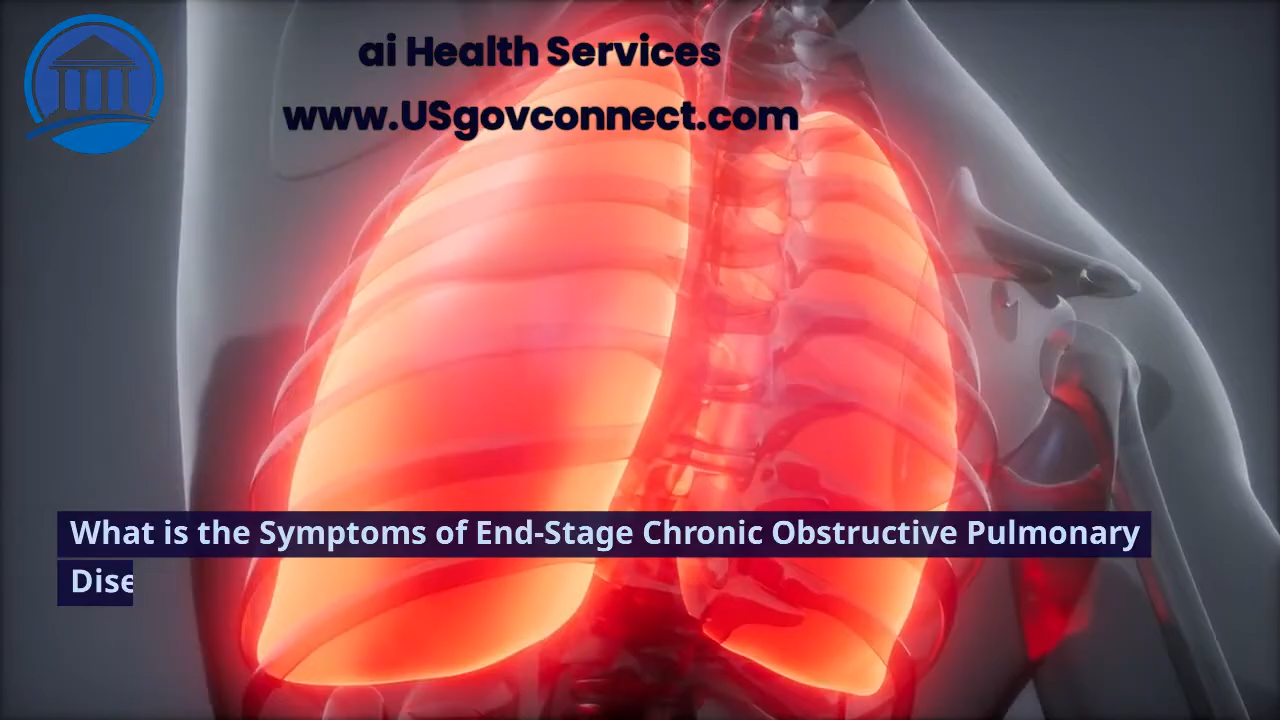 ai Health Services
www.USgovconnect.com
What is the Symptoms of End-Stage Chronic Obstructive Pulmonary
Dise